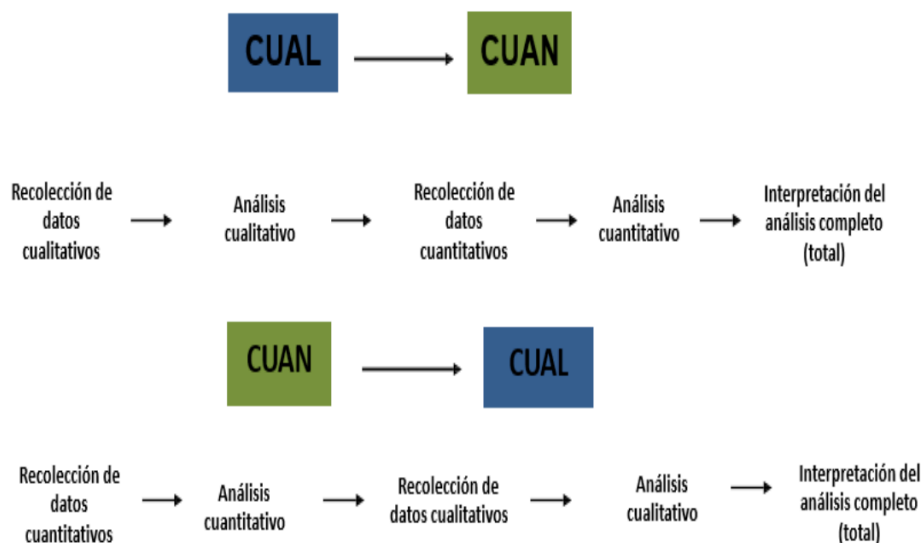 CUAL
CUAN
Recolección de
datos
cualitativos
Análisis
cualitativo
Recolección de
datos
cuantitativos
Análisis
cuantitativo
Interpretación del
análisis completo
(total)
CUAN
CUAL
Recolección de
datos
cuantitativos
Análisis
cuantitativo
Recolección de
datos cualitativos
Análisis
cualitativo
Interpretación del
análisis completo
(total)